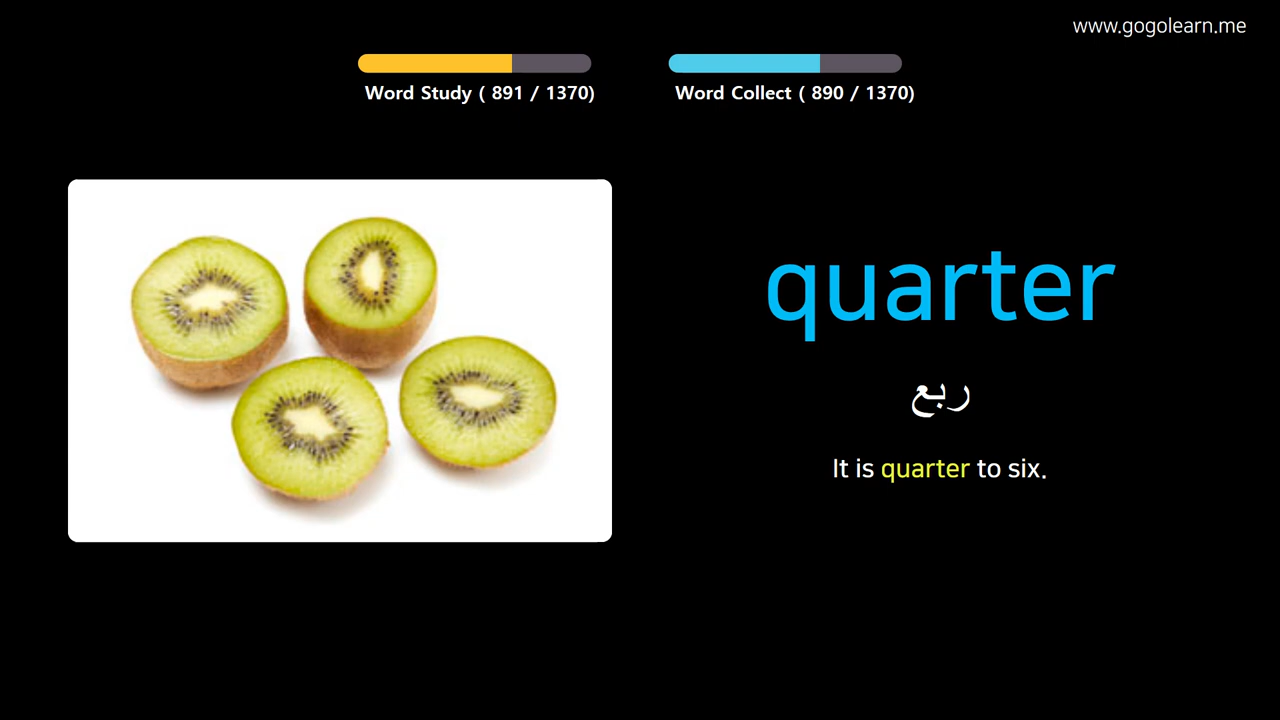 www.gogolearn.me
Word Study ( 891 / 1370)
Word Collect ( 890 / 1370)
quarter
ربع
It is quarter to six.